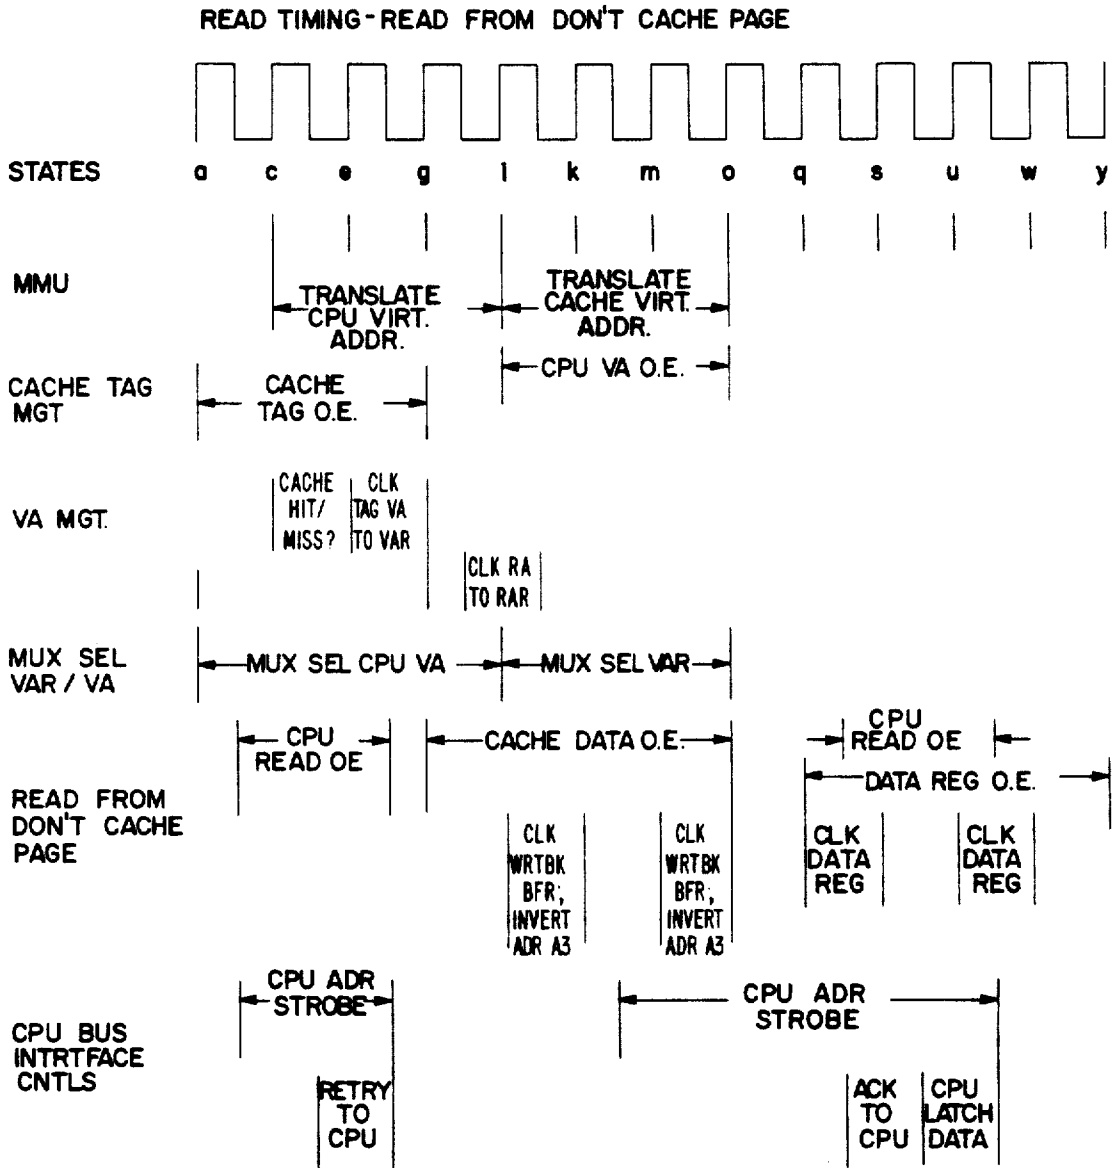 READ TIMING-READ FROM DON'T CACHE PAGE
STATES a c e g i k m o q s u w y
MMU
TRANSLATE
CPU VIRT.
ADDR.
TRANSLATE
CACHE VIRT.
ADDR.
CPU VA O.E.
CACHE TAG
MGT
CACHE
TAG O.E.
VA MGT.
CACHE
HIT/
MISS?
CLK
TAG VA
TO VAR
CLK RA
TO RAR
MUX SEL
VAR / VA
MUX SEL CPU VA
MUX SEL VAR
READ FROM
DON'T CACHE
PAGE
CPU
READ OE
CACHE DATA O.E.
CPU
READ OE
DATA REG O.E.
CLK
WRTBK
BFR;
INVERT
ADR A3
CLK
WRTBK
BFR;
INVERT
ADR A3
CLK
DATA
REG
CLK
DATA
REG
CPU BUS
INTRTFACE
CNTLS
CPU ADR
STROBE
CPU ADR
STROBE
RETRY
TO
CPU
ACK
TO
CPU
CPU
LATCH
DATA